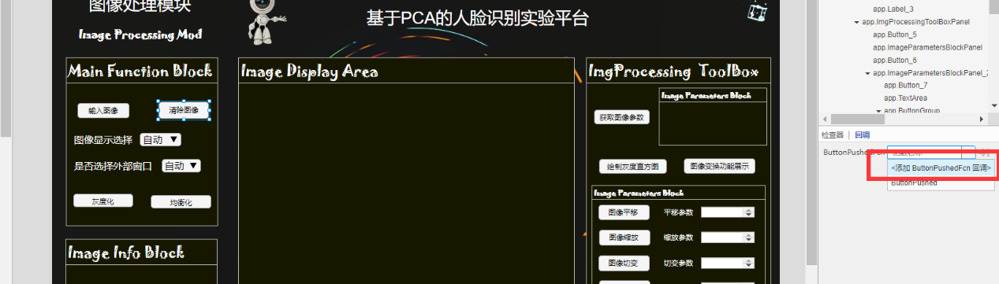 图像处理模块
Image Processing Mod
基于PCA的人脸识别实验平台
Main Function Block
输入图像
清除图像
图像显示选择
自动
是否选择外部窗口
自动
灰度化
均衡化
Image Info Block
Image Display Area
ImgProcessing ToolBox
获取图像参数
Image Parameters Block
绘制灰度直方图
图像变换功能展示
Image Parameters Block
图像平移
平移参数
图像缩放
缩放参数
图像切变
切变参数
app.Label_3
app.ImgProcessingToolBoxPanel
app.Button_5
app.ImageParametersBlockPanel
app.Button_6
app.ImageParametersBlockPanel_2
app.Button_7
app.TextArea
app.ButtonGroup
检查器 | 回调
ButtonPushedFcn
<添加 ButtonPushedFcn 回调>
ButtonPushed